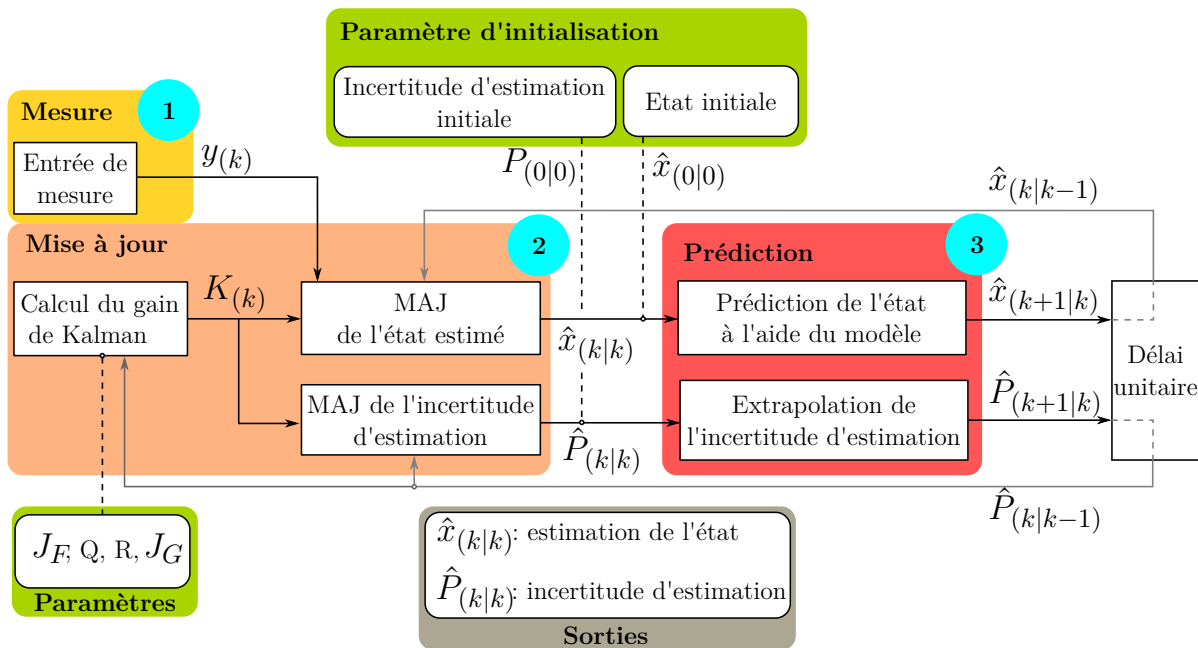 Paramètre d'initialisation
Incertitude d'estimation
initiale
Etat initiale
P(0|0)
x̂(0|0)
Mesure
1
Entrée de
mesure
y(k)
x̂(k|k−1)
Mise à jour
2
Calcul du gain
de Kalman
K(k)
MAJ
de l'état estimé
x̂(k|k)
MAJ de l'incertitude
d'estimation
P̂(k|k)
Prédiction
3
Prédiction de l'état
à l'aide du modèle
x̂(k+1|k)
Extrapolation de
l'incertitude d'estimation
P̂(k+1|k)
Délai
unitaire
P̂(k|k−1)
J_F, Q, R, J_G
Paramètres
x̂(k|k): estimation de l'état
P̂(k|k): incertitude d'estimation
Sorties